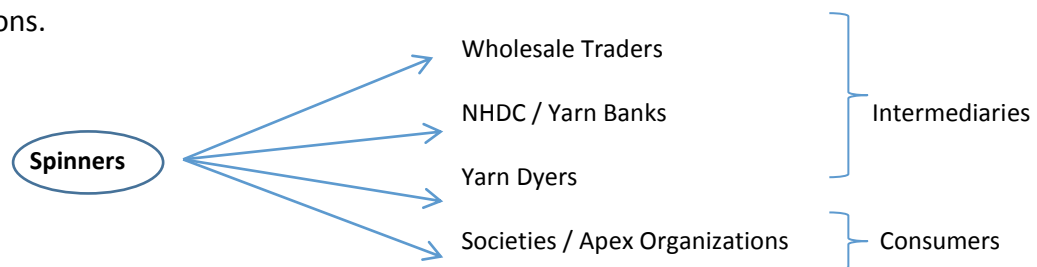 ons.
Wholesale Traders
NHDC / Yarn Banks
Intermediaries
Spinners
Yarn Dyers
Societies / Apex Organizations
Consumers